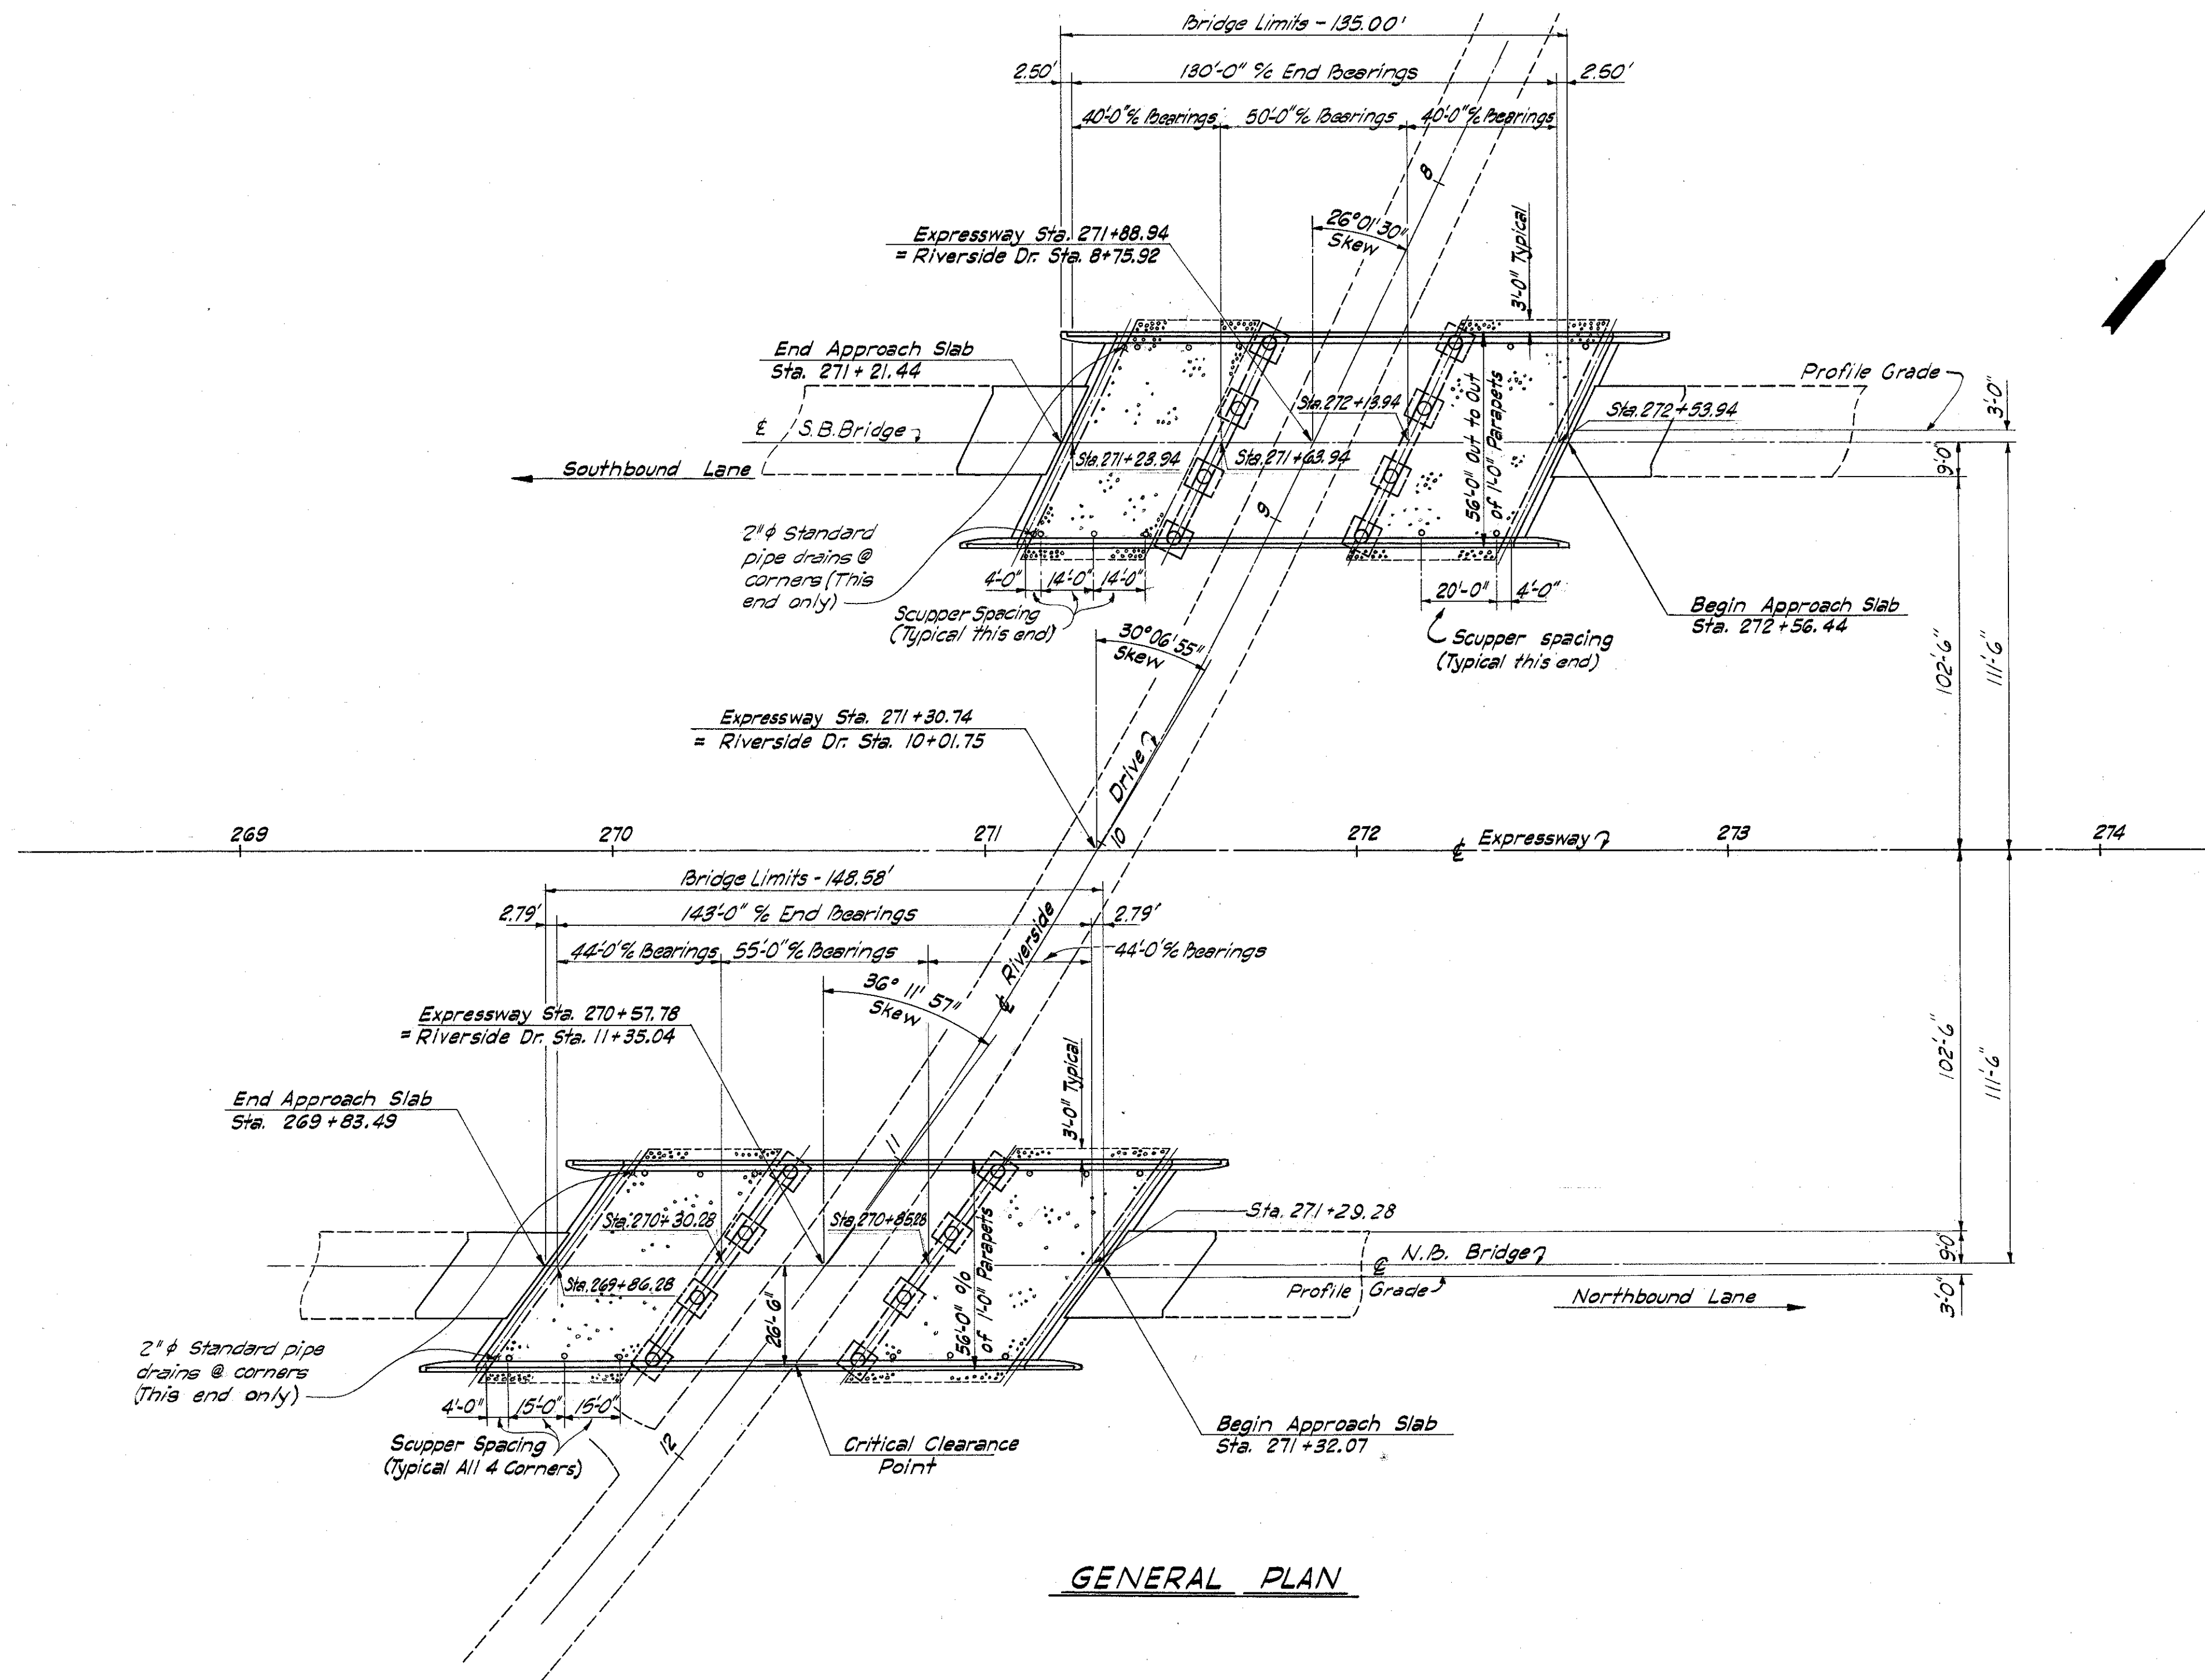 Bridge Limits - 135.00'
2.50'
130'-0" c/c End Bearings
2.50'
40'-0" c/c Bearings
50'-0" c/c Bearings
40'-0" c/c Bearings
8
26°01'30"
Skew
3'-0" Typical
Expressway Sta. 271+88.94
= Riverside Dr. Sta. 8+75.92
End Approach Slab
Sta. 271+21.44
Profile Grade
3'-0"
Sta. 272+13.94
Sta. 272+53.94
℄ S.B. Bridge
Southbound Lane
Sta. 271+23.94
Sta. 271+63.94
56'-0" Out to Out
of 1'-0" Parapets
9'-0"
9
2"φ Standard
pipe drains @
corners (This
end only)
4'-0"
14'-0"
14'-0"
Scupper Spacing
(Typical this end)
20'-0"
4'-0"
Scupper spacing
(Typical this end)
Begin Approach Slab
Sta. 272+56.44
30°06'55"
Skew
102'-6"
111'-6"
Expressway Sta. 271+30.74
= Riverside Dr. Sta. 10+01.75
Drive
10
269
270
271
272
℄ Expressway
273
274
Bridge Limits - 148.58'
2.79'
143'-0" c/c End Bearings
2.79'
44'-0" c/c Bearings
55'-0" c/c Bearings
44'-0" c/c Bearings
℄ Riverside
36° 11' 57"
Skew
Expressway Sta. 270+57.78
= Riverside Dr. Sta. 11+35.04
3'-0" Typical
102'-6"
111'-6"
End Approach Slab
Sta. 269+83.49
11
Sta. 270+30.28
Sta. 270+85.28
Sta. 271+29.28
℄ N.B. Bridge
9'-0"
Sta. 269+86.28
26'-6"
56'-0" o/o
of 1'-0" Parapets
Profile Grade
Northbound Lane
3'-0"
2"φ Standard pipe
drains @ corners
(This end only)
4'-0"
15'-0"
15'-0"
Scupper Spacing
(Typical All 4 Corners)
12
Critical Clearance
Point
Begin Approach Slab
Sta. 271+32.07
GENERAL PLAN